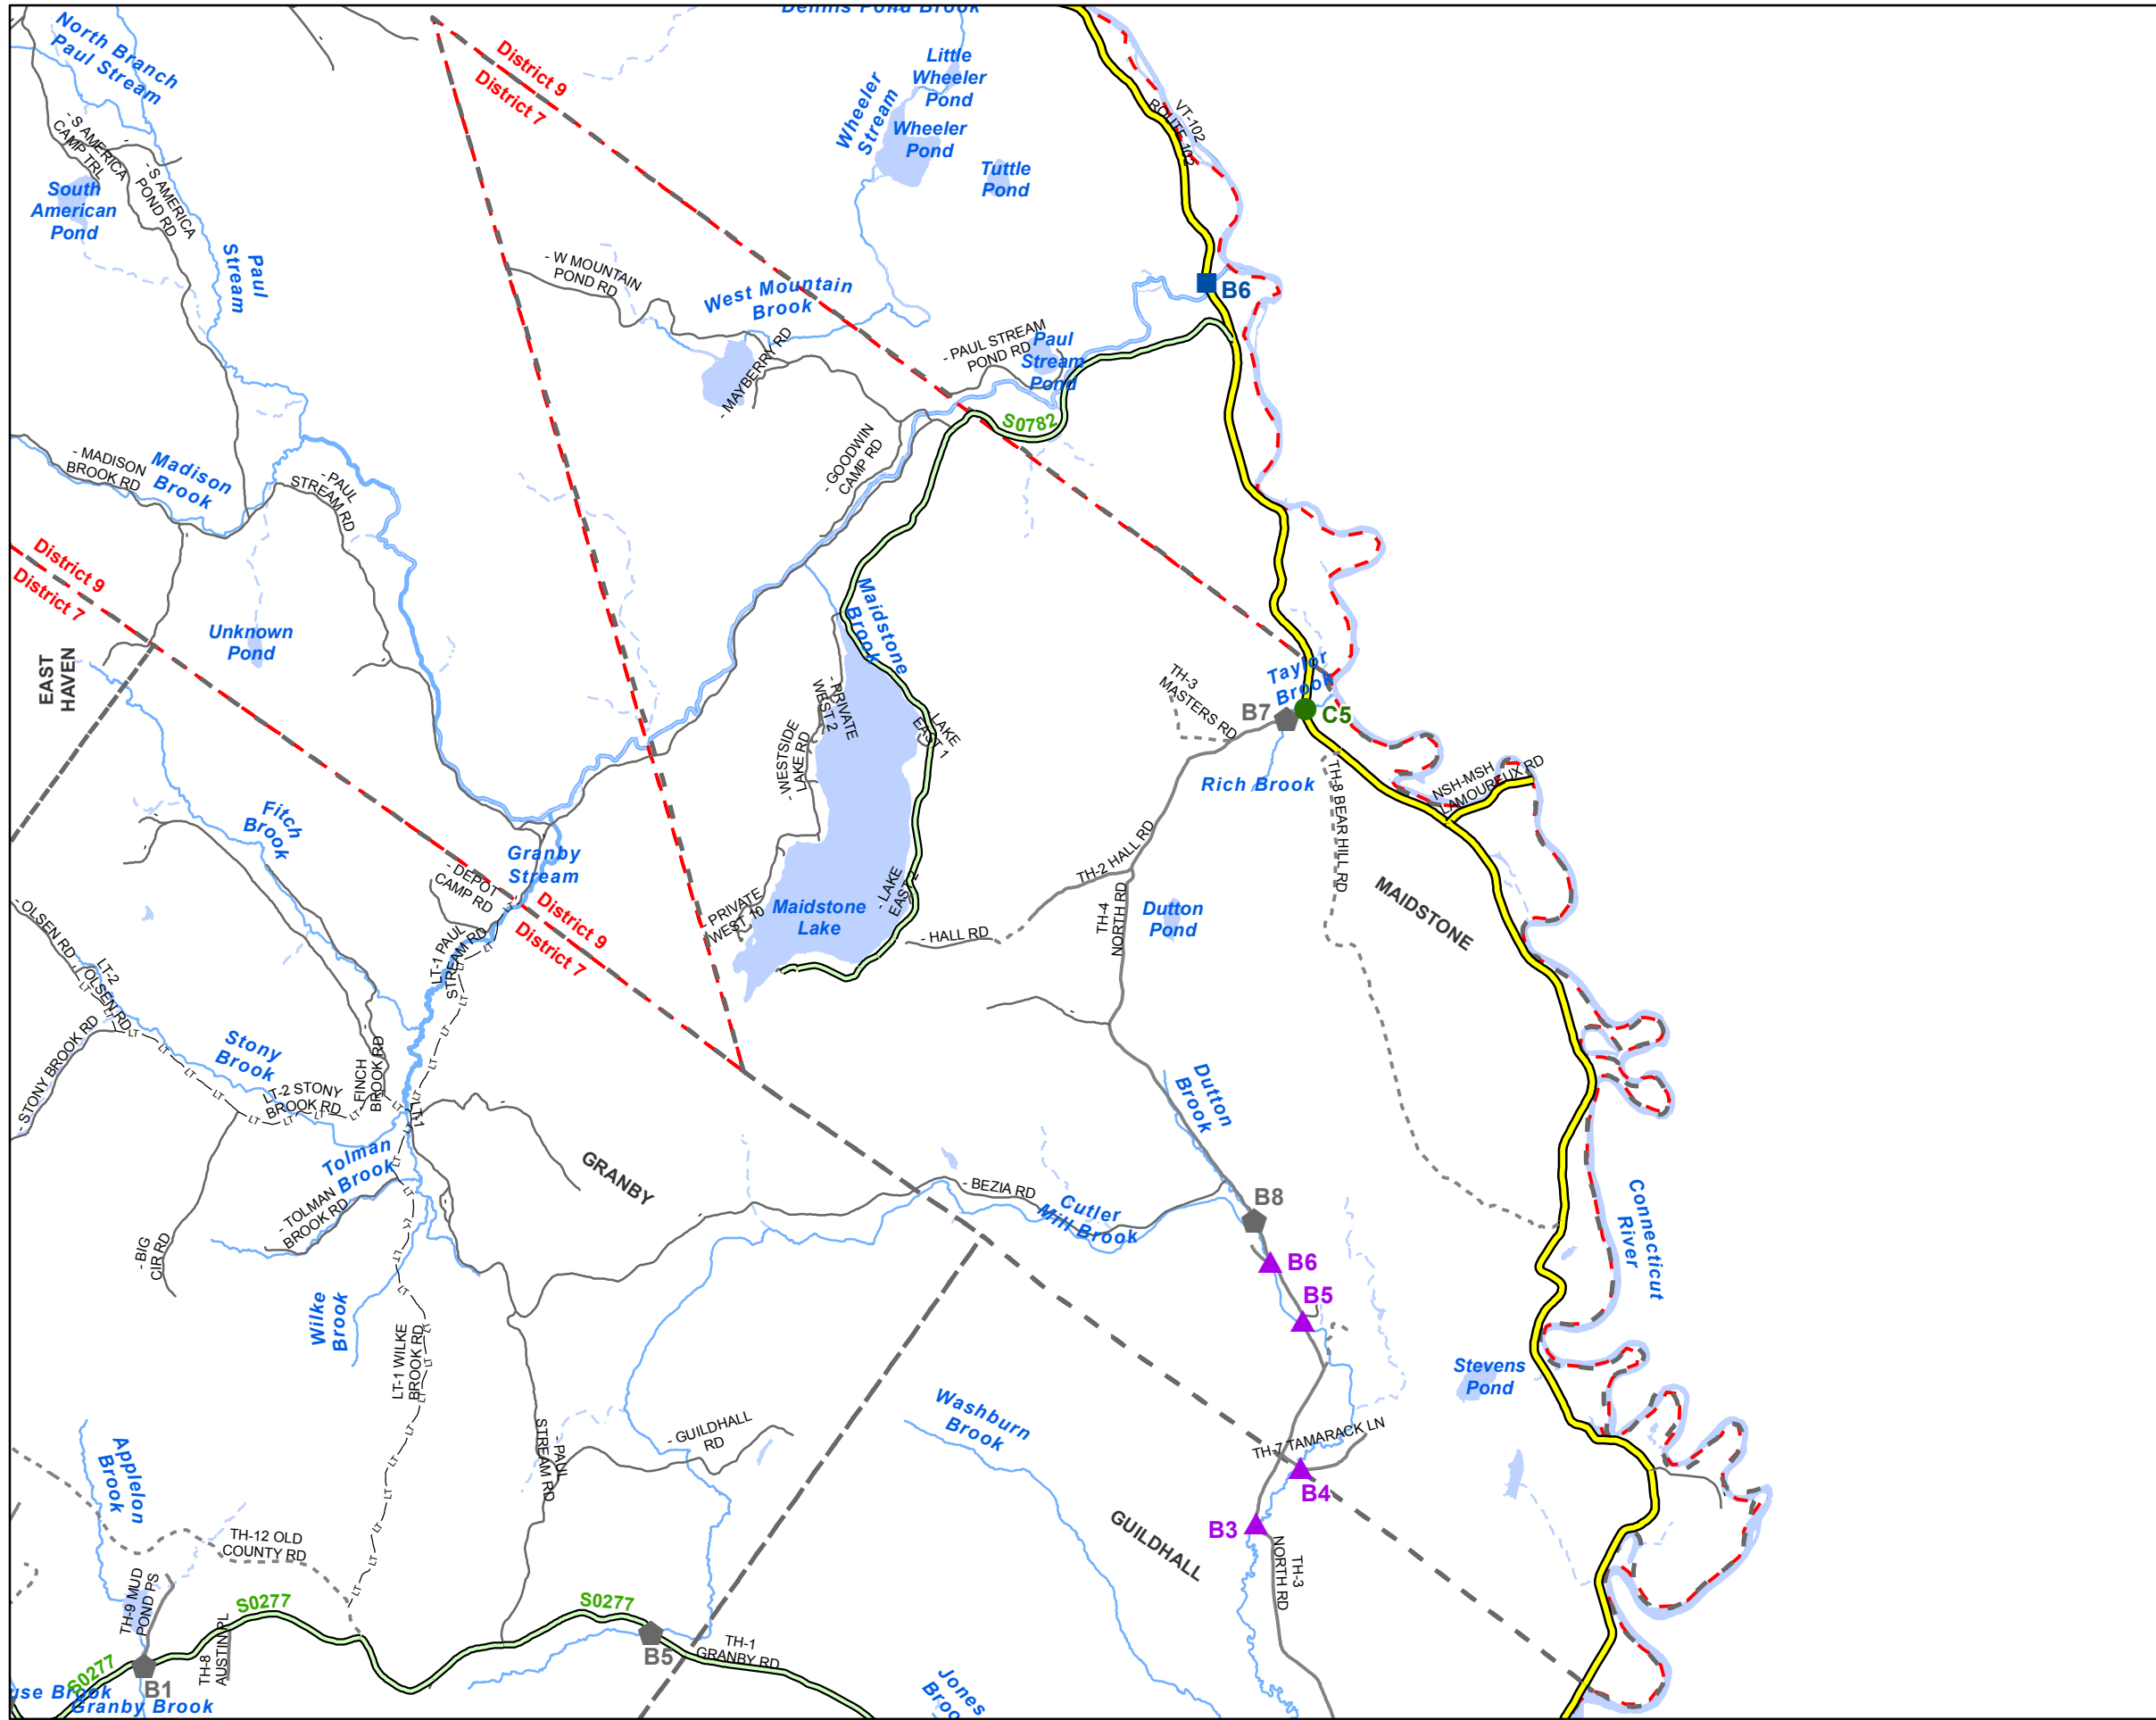 Dennis Pond Brook
North Branch
Paul Stream
District 9
District 7
Little
Wheeler
Pond
Wheeler
Stream
Wheeler
Pond
Tuttle
Pond
VT-102
ROUTE 102
- S AMERICA
CAMP TRL
- S AMERICA
POND RD
South
American
Pond
Paul
Stream
- W MOUNTAIN
POND RD
West Mountain
Brook
B6
- MAYBERRY RD
- PAUL STREAM
POND RD
Paul
Stream
Pond
S0782
- GOODWIN
CAMP RD
- MADISON
BROOK RD
Madison
Brook
- PAUL
STREAM RD
District 9
District 7
EAST
HAVEN
Unknown
Pond
Maidstone
Brook
- PRIVATE
WEST 2
- WESTSIDE
LAKE RD
LAKE
EAST 1
TH-3
MASTERS RD
Taylor
Brook
B7
C5
Rich Brook
NSH-MSH
LAMOUREUX RD
TH-8 BEAR HILL RD
Fitch
Brook
Granby
Stream
- DEPOT
CAMP RD
District 9
District 7
- PRIVATE
WEST 10
Maidstone
Lake
- LAKE
EAST 2
- HALL RD
TH-2 HALL RD
TH-4
NORTH RD
Dutton
Pond
MAIDSTONE
- OLSEN RD
LT-2
OLSEN RD
LT-1 PAUL
STREAM RD
- STONY BROOK RD
Stony
Brook
LT-2 STONY
BROOK RD
FINCH
BROOK RD
LT-1
Dutton
Brook
Tolman
Brook
- TOLMAN
BROOK RD
GRANBY
- BEZIA RD
Cutler
Mill Brook
B8
B6
B5
Connecticut
River
- BIG
CIR RD
Wilke
Brook
LT-1 WILKE
BROOK RD
Stevens
Pond
Washburn
Brook
- GUILDHALL
RD
- PAUL
STREAM RD
TH-7 TAMARACK LN
B4
B3
GUILDHALL
TH-3
NORTH RD
Applelon
Brook
TH-12 OLD
COUNTY RD
TH-9 MUD
POND PS
S0277
S0277
S0277
TH-8
AUSTIN PL
B5
TH-1
GRANBY RD
B1
use Brook
Granby Brook
Jones
Broo